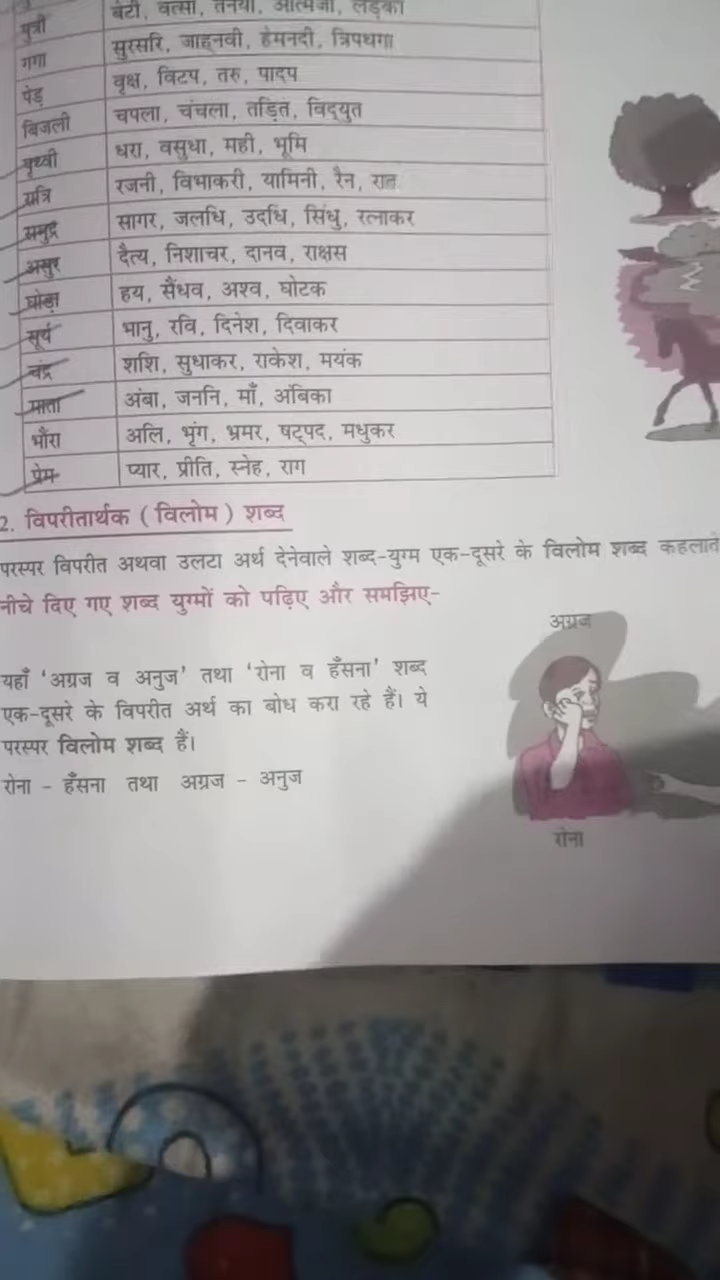 पुत्री बेटी, वत्सा, तनया, आत्मजा, लड़की
गंगा सुरसरि, जाह्नवी, हेमनदी, त्रिपथगा
पेड़ वृक्ष, विटप, तरु, पादप
बिजली चपला, चंचला, तड़ित, विद्युत
पृथ्वी धरा, वसुधा, मही, भूमि
रात्रि रजनी, विभाकरी, यामिनी, रैन, रात
समुद्र सागर, जलधि, उदधि, सिंधु, रत्नाकर
असुर दैत्य, निशाचर, दानव, राक्षस
घोड़ा हय, सैंधव, अश्व, घोटक
सूर्य भानु, रवि, दिनेश, दिवाकर
चंद्र शशि, सुधाकर, राकेश, मयंक
माता अंबा, जननि, माँ, अंबिका
भौंरा अलि, भृंग, भ्रमर, षट्पद, मधुकर
प्रेम प्यार, प्रीति, स्नेह, राग
2. विपरीतार्थक ( विलोम ) शब्द
परस्पर विपरीत अथवा उलटा अर्थ देनेवाले शब्द-युग्म एक-दूसरे के विलोम शब्द कहलाते
नीचे दिए गए शब्द युग्मों को पढ़िए और समझिए-
अग्रज
यहाँ 'अग्रज व अनुज' तथा 'रोना व हँसना' शब्द
एक-दूसरे के विपरीत अर्थ का बोध करा रहे हैं। ये
परस्पर विलोम शब्द हैं।
रोना - हँसना तथा अग्रज - अनुज
रोना